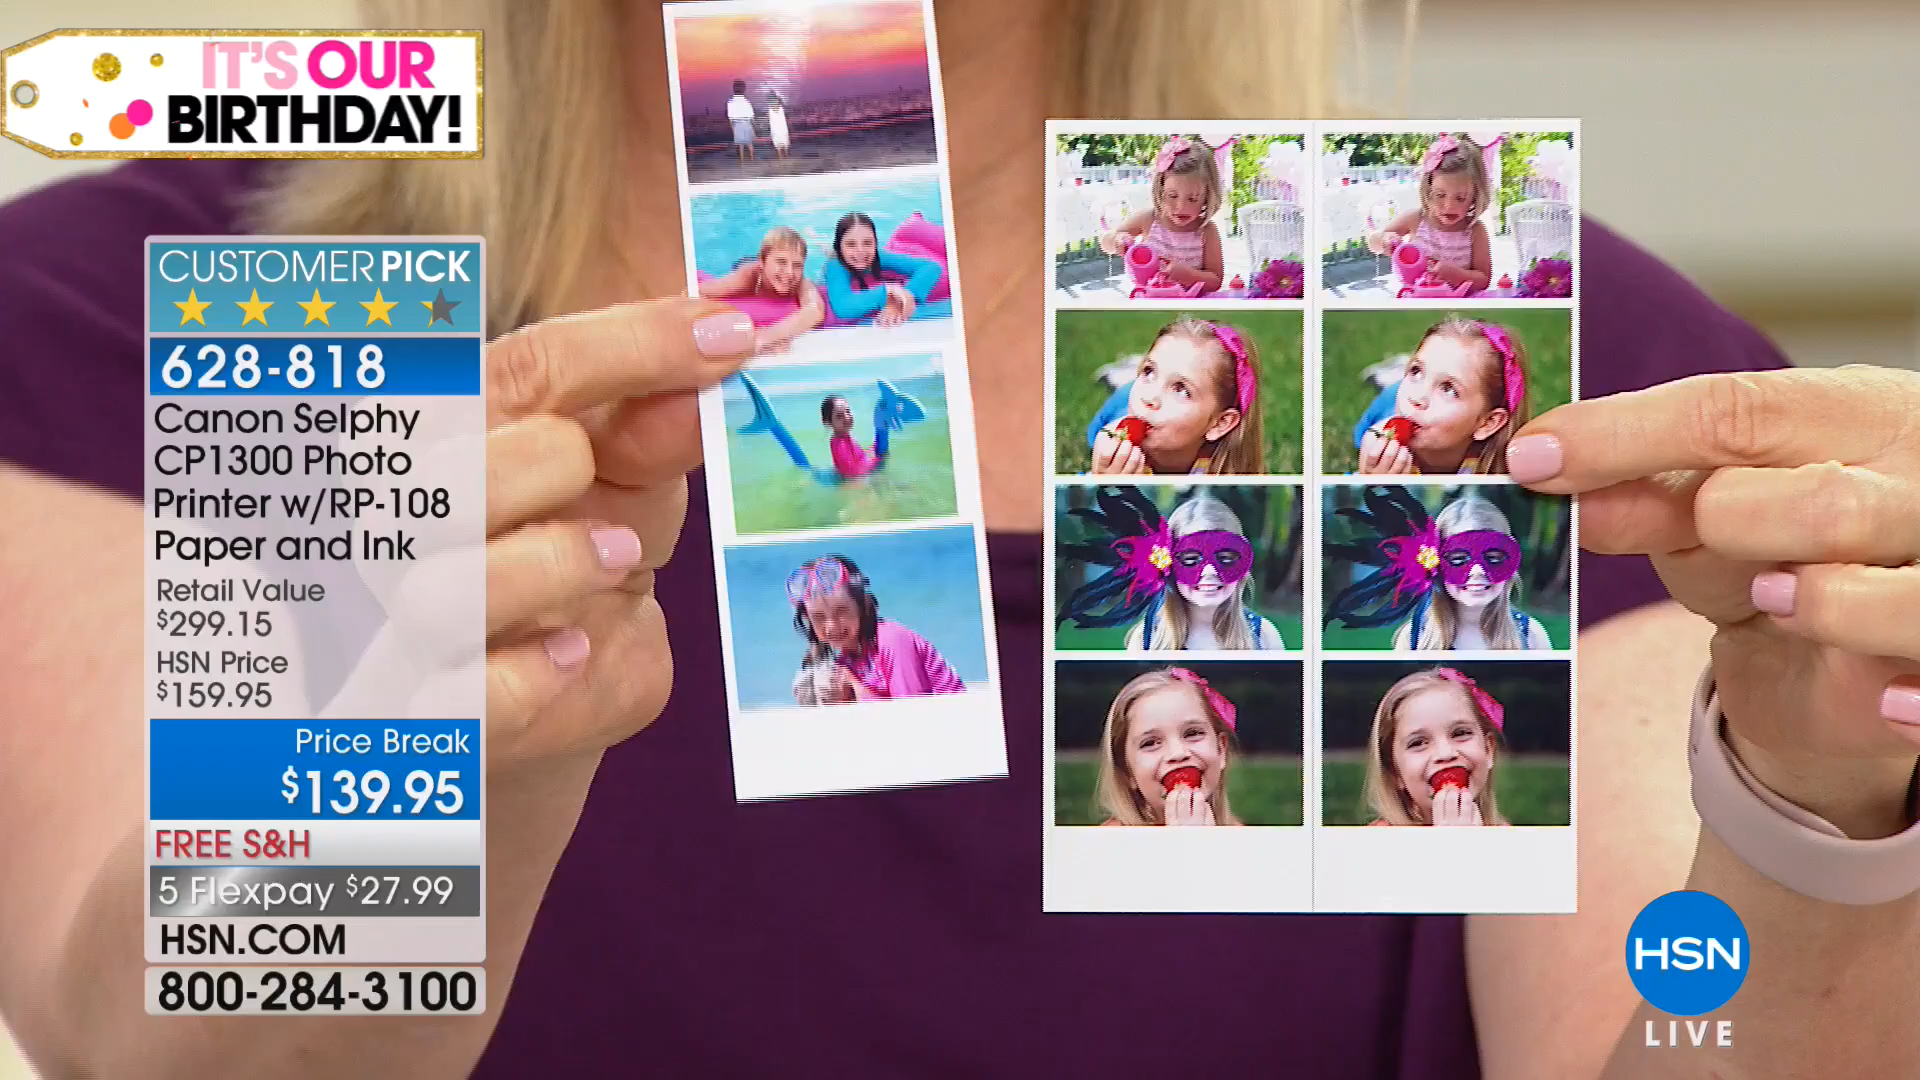 IT'S OUR
BIRTHDAY!
CUSTOMER PICK
628-818
Canon Selphy
CP1300 Photo
Printer w/RP-108
Paper and Ink
Retail Value
$299.15
HSN Price
$159.95
Price Break
$139.95
FREE S&H
5 Flexpay $27.99
HSN.COM
800-284-3100
HSN
LIVE